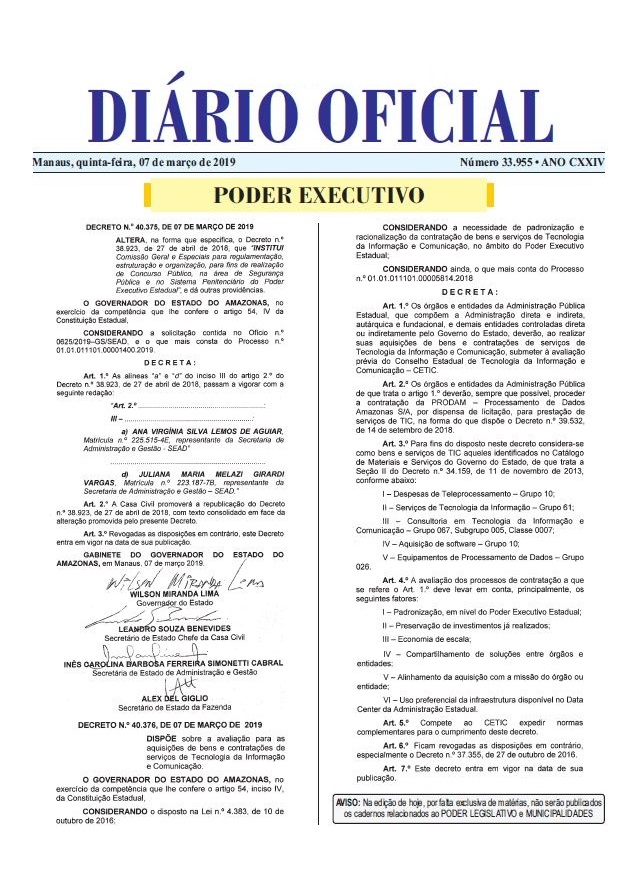 DIÁRIO OFICIAL
Manaus, quinta-feira, 07 de março de 2019
Número 33.955 • ANO CXXIV
PODER EXECUTIVO
DECRETO N.º 40.375, DE 07 DE MARÇO DE 2019
ALTERA, na forma que especifica, o Decreto n.º
38.923, de 27 de abril de 2018, que "INSTITUI
Comissão Geral e Especiais para regulamentação,
estruturação e organização, para fins de realização
de Concurso Público, na área de Segurança
Pública e no Sistema Penitenciário do Poder
Executivo Estadual", e dá outras providências.
O GOVERNADOR DO ESTADO DO AMAZONAS, no
exercício da competência que lhe confere o artigo 54, IV da
Constituição Estadual,
CONSIDERANDO a solicitação contida no Ofício n.º
0625/2019–GS/SEAD, e o que mais consta do Processo n.º
01.01.011101.00001400.2019.
D E C R E T A :
Art. 1.º As alíneas "a" e "d" do inciso III do artigo 2.º do
Decreto n.º 38.923, de 27 de abril de 2018, passam a vigorar com a
seguinte redação:
"Art. 2.º ..........................................:
III – ....................................................:
a) ANA VIRGÍNIA SILVA LEMOS DE AGUIAR,
Matrícula n.º 225.515-4E, representante da Secretaria de
Administração e Gestão - SEAD"
....................................................
d) JULIANA MARIA MELAZI GIRARDI
VARGAS, Matrícula n.º 223.187-7B, representante da
Secretaria de Administração e Gestão – SEAD."
Art. 2.º A Casa Civil promoverá a republicação do Decreto
n.º 38.923, de 27 de abril de 2018, com texto consolidado em face da
alteração promovida pelo presente Decreto.
Art. 3.º Revogadas as disposições em contrário, este Decreto
entra em vigor na data de sua publicação.
GABINETE DO GOVERNADOR DO ESTADO DO
AMAZONAS, em Manaus. 07 de março 2019.
Wilson Miranda Lima
WILSON MIRANDA LIMA
Governador do Estado
LEANDRO SOUZA BENEVIDES
Secretário de Estado Chefe da Casa Civil
INÊS CAROLINA BARBOSA FERREIRA SIMONETTI CABRAL
Secretária de Estado de Administração e Gestão
ALEX DEL GIGLIO
Secretário de Estado da Fazenda
DECRETO N.º 40.376, DE 07 DE MARÇO DE 2019
DISPÕE sobre a avaliação para as
aquisições de bens e contratações de
serviços de Tecnologia da Informação
e Comunicação.
O GOVERNADOR DO ESTADO DO AMAZONAS, no
exercício da competência que lhe confere o artigo 54, inciso IV,
da Constituição Estadual,
CONSIDERANDO o disposto na Lei n.º 4.383, de 10 de
outubro de 2016;
CONSIDERANDO a necessidade de padronização e
racionalização da contratação de bens e serviços de Tecnologia
da Informação e Comunicação, no âmbito do Poder Executivo
Estadual;
CONSIDERANDO ainda, o que mais conta do Processo
n.º 01.01.011101.00005814.2018
D E C R E T A :
Art. 1.º Os órgãos e entidades da Administração Pública
Estadual, que compõem a Administração direta e indireta,
autárquica e fundacional, e demais entidades controladas direta
ou indiretamente pelo Governo do Estado, deverão, ao realizar
suas aquisições de bens e contratações de serviços de
Tecnologia da Informação e Comunicação, submeter à avaliação
prévia do Conselho Estadual de Tecnologia da Informação e
Comunicação – CETIC.
Art. 2.º Os órgãos e entidades da Administração Pública
de que trata o artigo 1.º deverão, sempre que possível, proceder
a contratação da PRODAM – Processamento de Dados
Amazonas S/A, por dispensa de licitação, para prestação de
serviços de TIC, na forma do que dispõe o Decreto n.º 39.532,
de 14 de setembro de 2018.
Art. 3.º Para fins do disposto neste decreto considera-se
como bens e serviços de TIC aqueles identificados no Catálogo
de Materiais e Serviços do Governo do Estado, de que trata a
Seção II do Decreto n.º 34.159, de 11 de novembro de 2013,
conforme abaixo:
I – Despesas de Teleprocessamento – Grupo 10;
II – Serviços de Tecnologia da Informação – Grupo 61;
III – Consultoria em Tecnologia da Informação e
Comunicação – Grupo 067, Subgrupo 005, Classe 0007;
IV – Aquisição de software – Grupo 10;
V – Equipamentos de Processamento de Dados – Grupo
026.
Art. 4.º A avaliação dos processos de contratação a que
se refere o Art. 1.º deve levar em conta, principalmente, os
seguintes fatores:
I – Padronização, em nível do Poder Executivo Estadual;
II – Preservação de investimentos já realizados;
III – Economia de escala;
IV – Compartilhamento de soluções entre órgãos e
entidades;
V – Alinhamento da aquisição com a missão do órgão ou
entidade;
VI – Uso preferencial da infraestrutura disponível no Data
Center da Administração Estadual.
Art. 5.º Compete ao CETIC expedir normas
complementares para o cumprimento deste decreto.
Art. 6.º Ficam revogadas as disposições em contrário,
especialmente o Decreto n.º 37.355, de 27 de outubro de 2016.
Art. 7.º Este decreto entra em vigor na data de sua
publicação.
AVISO: Na edição de hoje, por falta exclusiva de matérias, não serão publicados
os cadernos relacionados ao PODER LEGISLATIVO e MUNICIPALIDADES